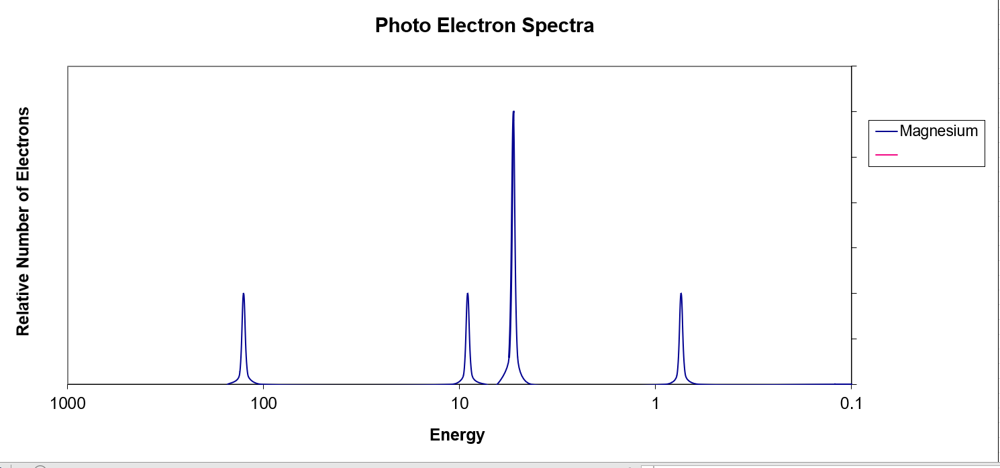 Photo Electron Spectra
Relative Number of Electrons
Magnesium
1000 100 10 1 0.1
Energy